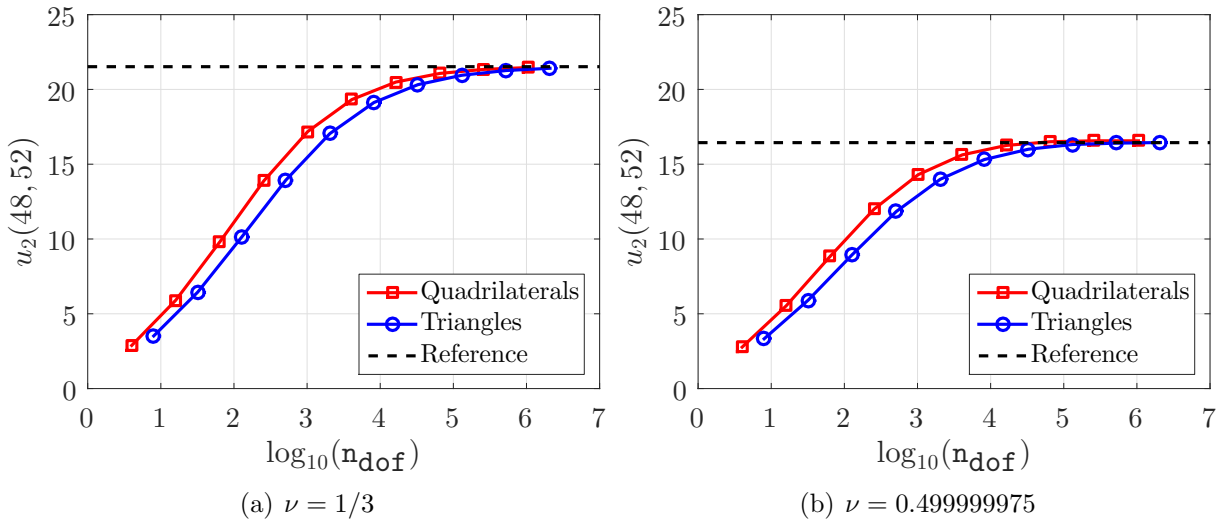 25
20
15
10
5
0
u₂(48, 52)
0 1 2 3 4 5 6 7
log₁₀(n_dof)
Quadrilaterals
Triangles
Reference
(a) ν = 1/3
25
20
15
10
5
0
u₂(48, 52)
0 1 2 3 4 5 6 7
log₁₀(n_dof)
Quadrilaterals
Triangles
Reference
(b) ν = 0.499999975